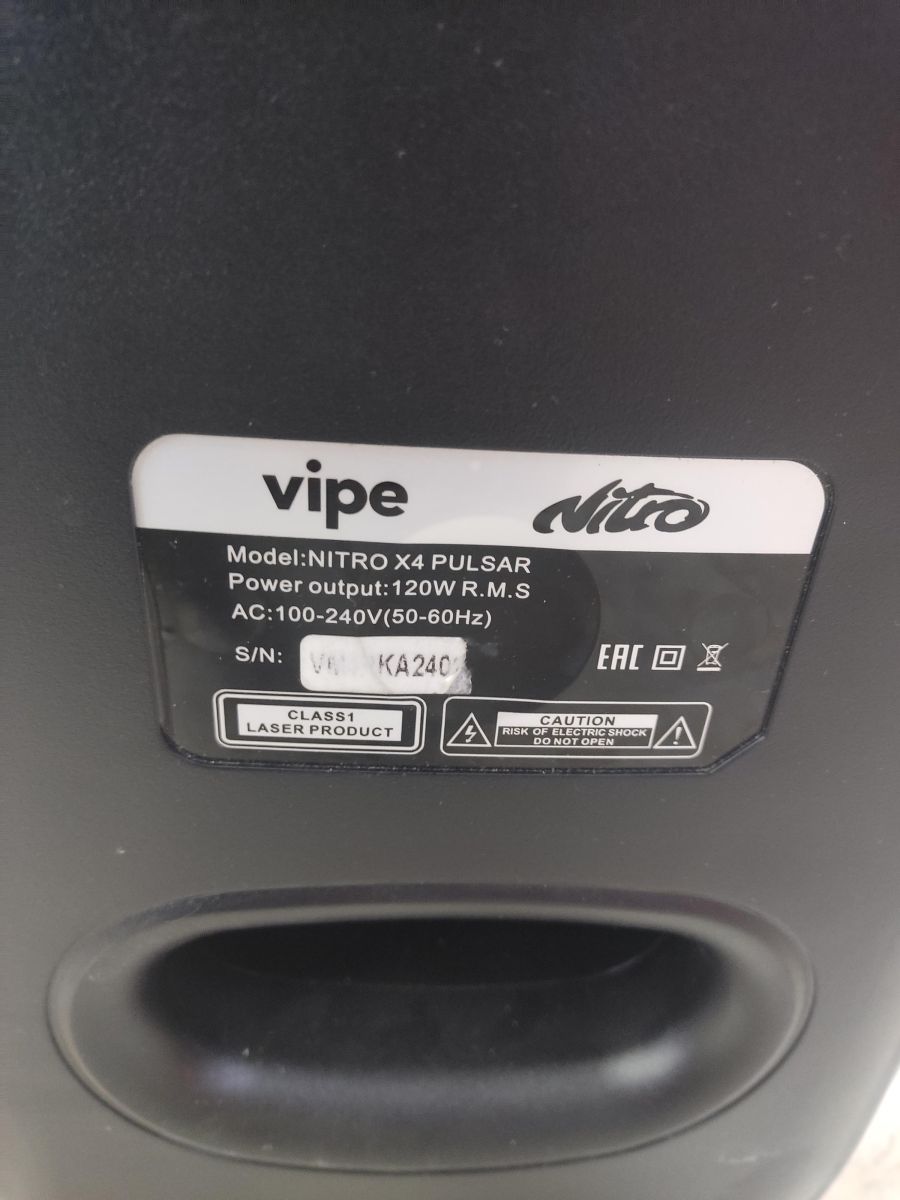 vipe Nitro
Model:NITRO X4 PULSAR
Power output:120W R.M.S
AC:100-240V(50-60Hz)
S/N:
EAC
CLASS1
LASER PRODUCT
CAUTION
RISK OF ELECTRIC SHOCK
DO NOT OPEN